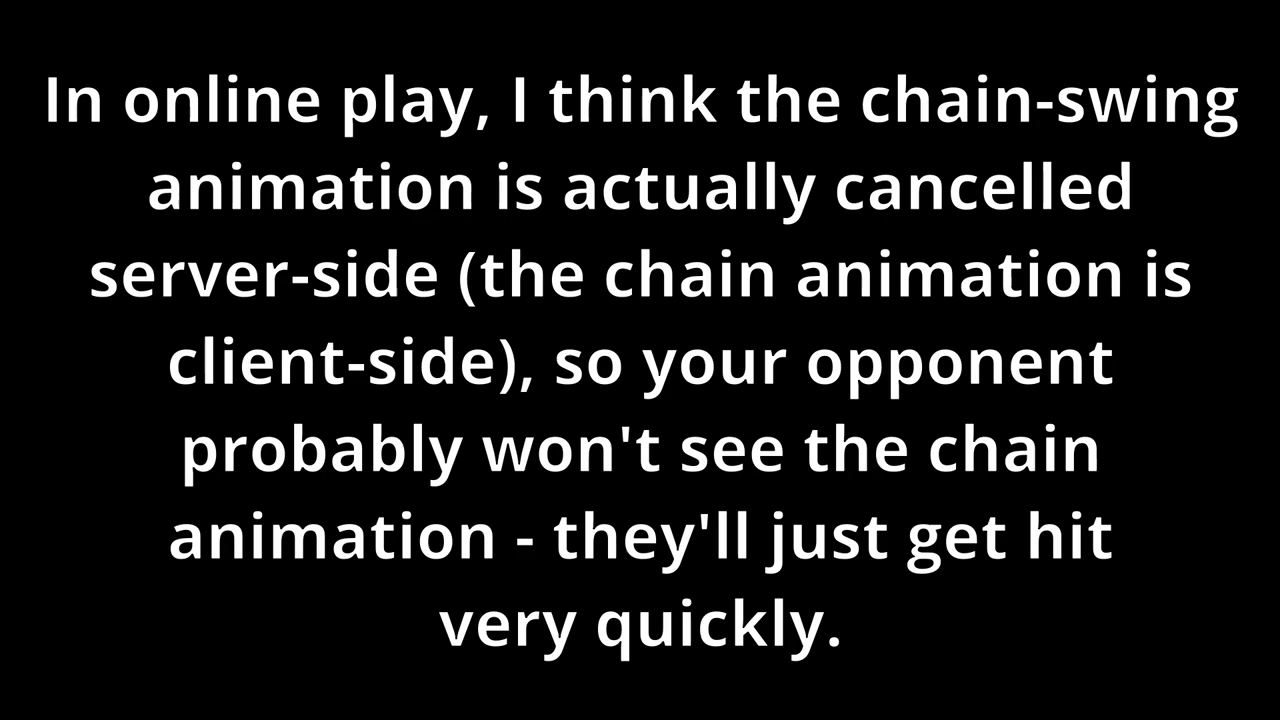 In online play, I think the chain-swing
animation is actually cancelled
server-side (the chain animation is
client-side), so your opponent
probably won't see the chain
animation - they'll just get hit
very quickly.